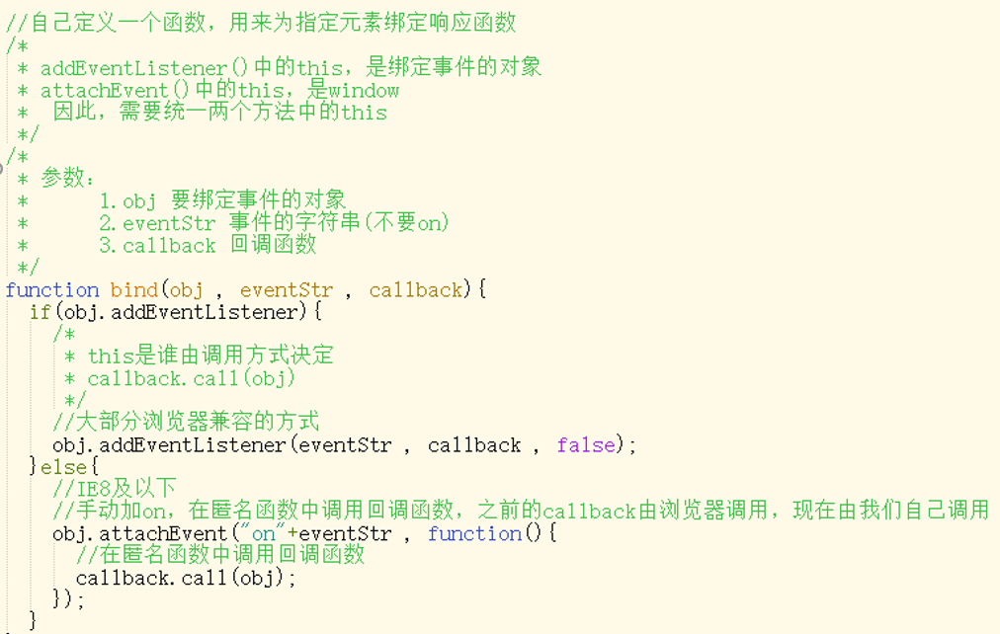 //自己定义一个函数，用来为指定元素绑定响应函数
/*
 * addEventListener()中的this，是绑定事件的对象
 * attachEvent()中的this，是window
 *  因此，需要统一两个方法中的this
 */
/*
 * 参数：
 *      1.obj 要绑定事件的对象
 *      2.eventStr 事件的字符串(不要on)
 *      3.callback 回调函数
 */
function bind(obj , eventStr , callback){
  if(obj.addEventListener){
    /*
     * this是谁由调用方式决定
     * callback.call(obj)
     */
    //大部分浏览器兼容的方式
    obj.addEventListener(eventStr , callback , false);
  }else{
    //IE8及以下
    //手动加on，在匿名函数中调用回调函数，之前的callback由浏览器调用，现在由我们自己调用
    obj.attachEvent("on"+eventStr , function(){
      //在匿名函数中调用回调函数
      callback.call(obj);
    });
  }